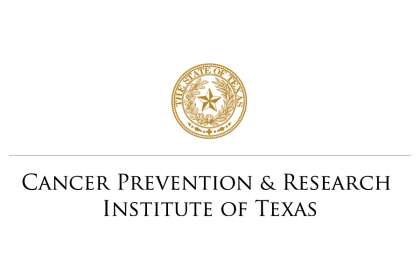 THE STATE OF TEXAS
CANCER PREVENTION & RESEARCH
INSTITUTE OF TEXAS